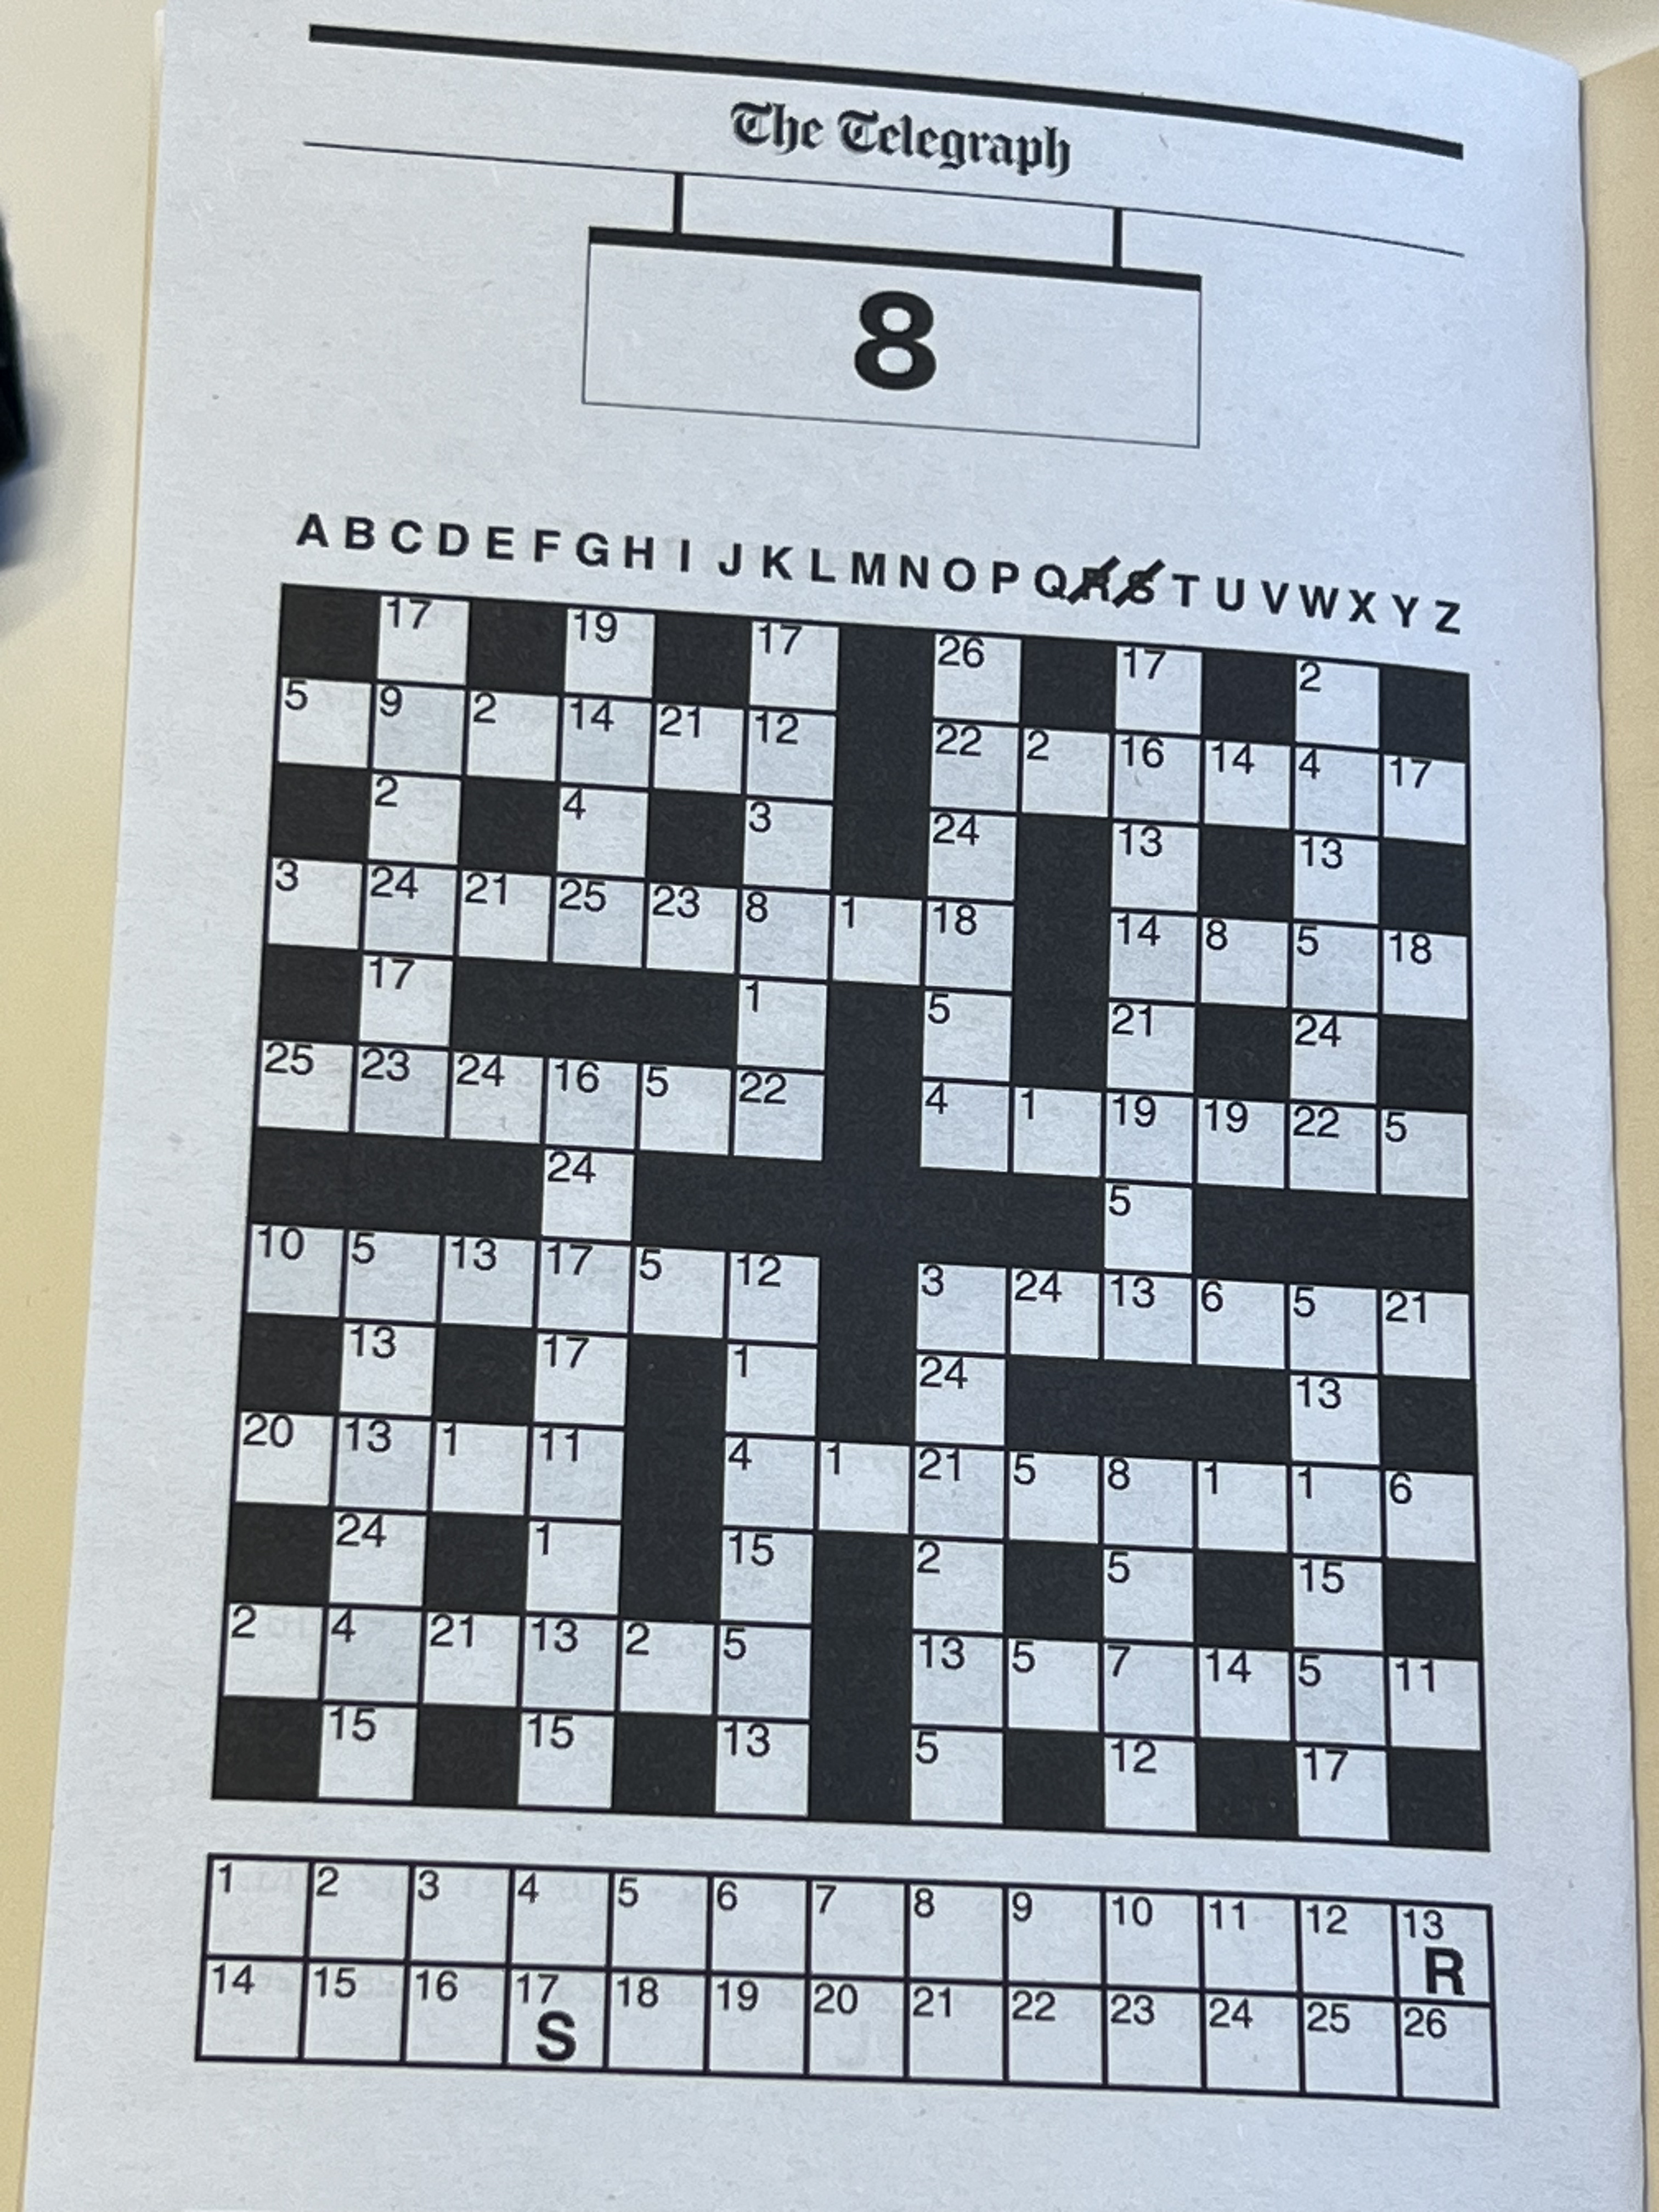 The Telegraph
8
A B C D E F G H I J K L M N O P Q R S T U V W X Y Z
17 19 17 26 17 2
5 9 2 14 21 12 22 2 16 14 4 17
2 4 3 24 13 13
3 24 21 25 23 8 1 18 14 8 5 18
17 1 5 21 24
25 23 24 16 5 22 4 1 19 19 22 5
24 5
10 5 13 17 5 12 3 24 13 6 5 21
13 17 1 24 13
20 13 1 11 4 1 21 5 8 1 1 6
24 1 15 2 5 15
2 4 21 13 2 5 13 5 7 14 5 11
15 15 13 5 12 17
1 2 3 4 5 6 7 8 9 10 11 12 13
R
14 15 16 17 18 19 20 21 22 23 24 25 26
S